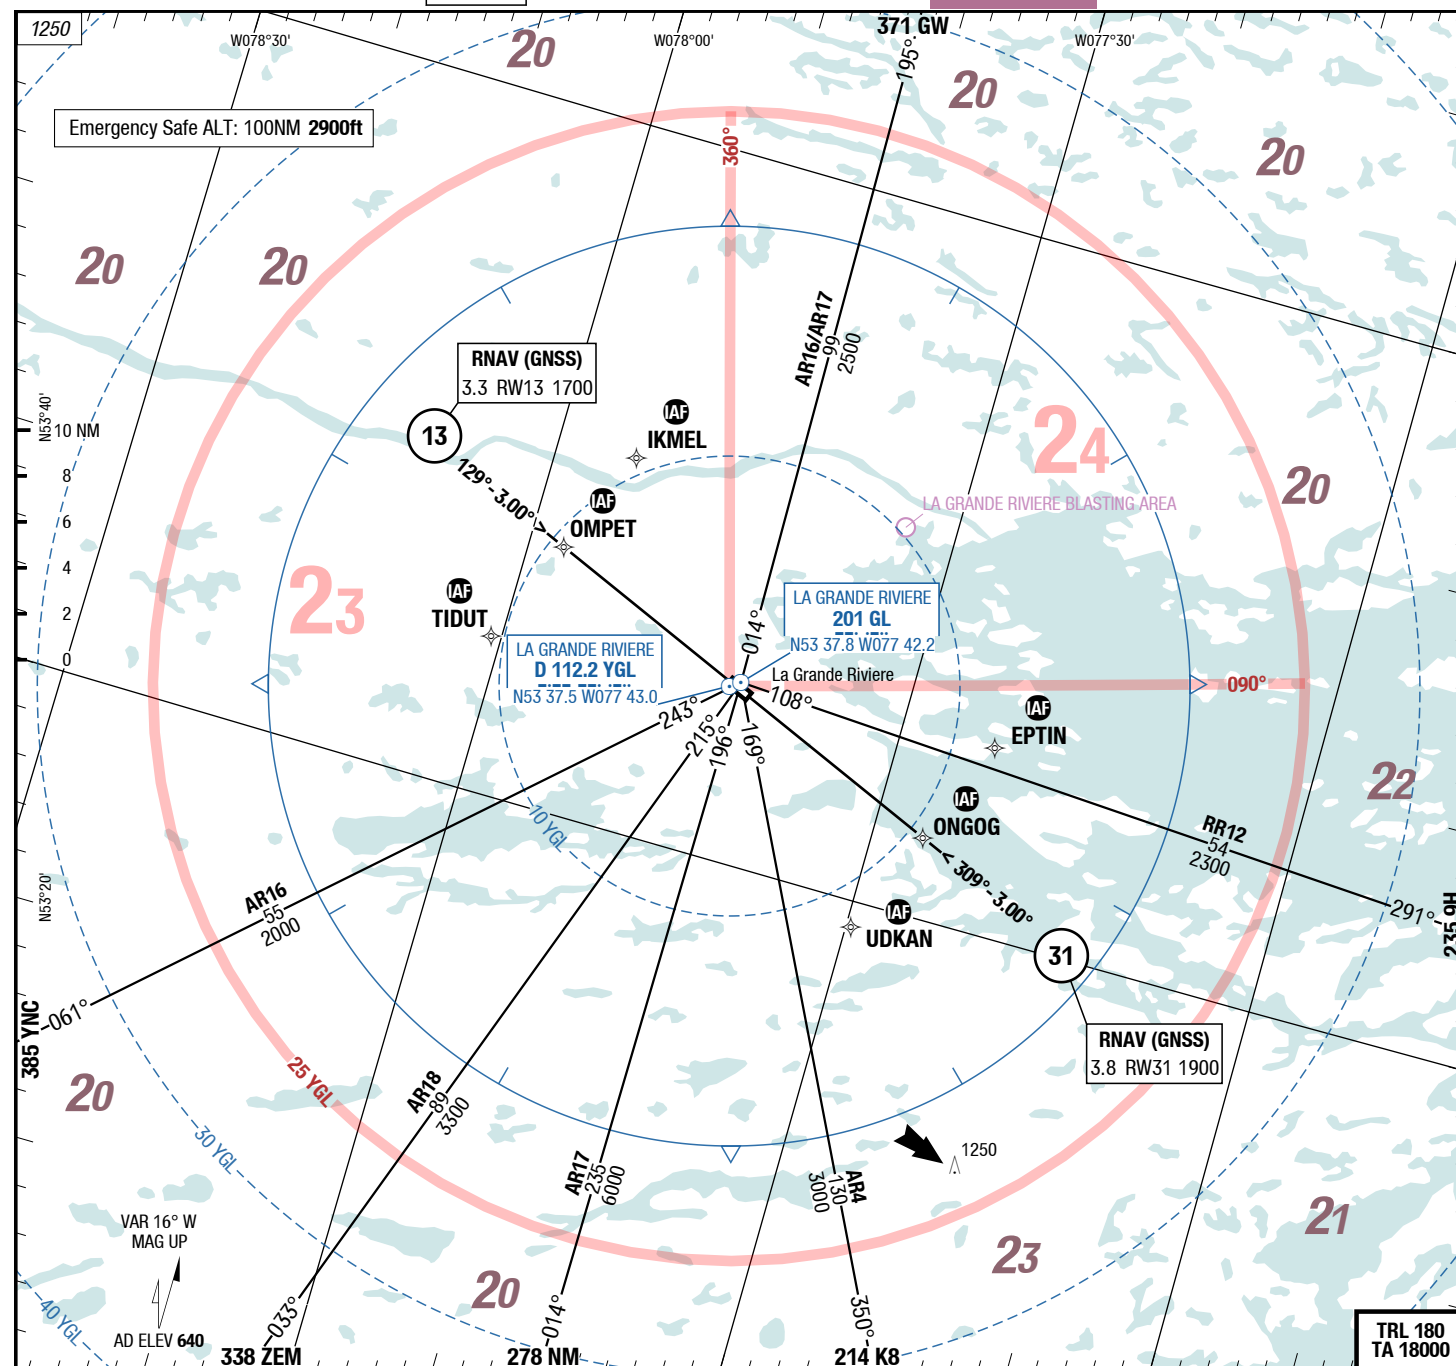 1250
W078°30'
W078°00'
371 GW
W077°30'
195°
20
20
Emergency Safe ALT: 100NM 2900ft
360°
20
20
20
AR16/AR17
99
2500
RNAV (GNSS)
3.3 RW13 1700
N53°40'
10 NM
8
6
4
2
0
13
IAF
IKMEL
24
129°-3.00° >
IAF
OMPET
20
LA GRANDE RIVIERE BLASTING AREA
23
IAF
TIDUT
LA GRANDE RIVIERE
201 GL
N53 37.8 W077 42.2
014°
LA GRANDE RIVIERE
D 112.2 YGL
N53 37.5 W077 43.0
La Grande Riviere
090°
108°
243°
215°
196°
169°
IAF
EPTIN
22
IAF
ONGOG
10 YGL
RR12
54
2300
< 309°-3.00°
N53°20'
AR16
55
2000
IAF
UDKAN
291°
235 9H
31
061°
385 YNC
RNAV (GNSS)
3.8 RW31 1900
20
25 YGL
AR18
89
3300
30 YGL
1250
AR17
235
6000
AR4
130
3000
VAR 16° W
MAG UP
21
23
20
40 YGL
AD ELEV 640
033°
014°
350°
338 ZEM
278 NM
214 K8
TRL 180
TA 18000